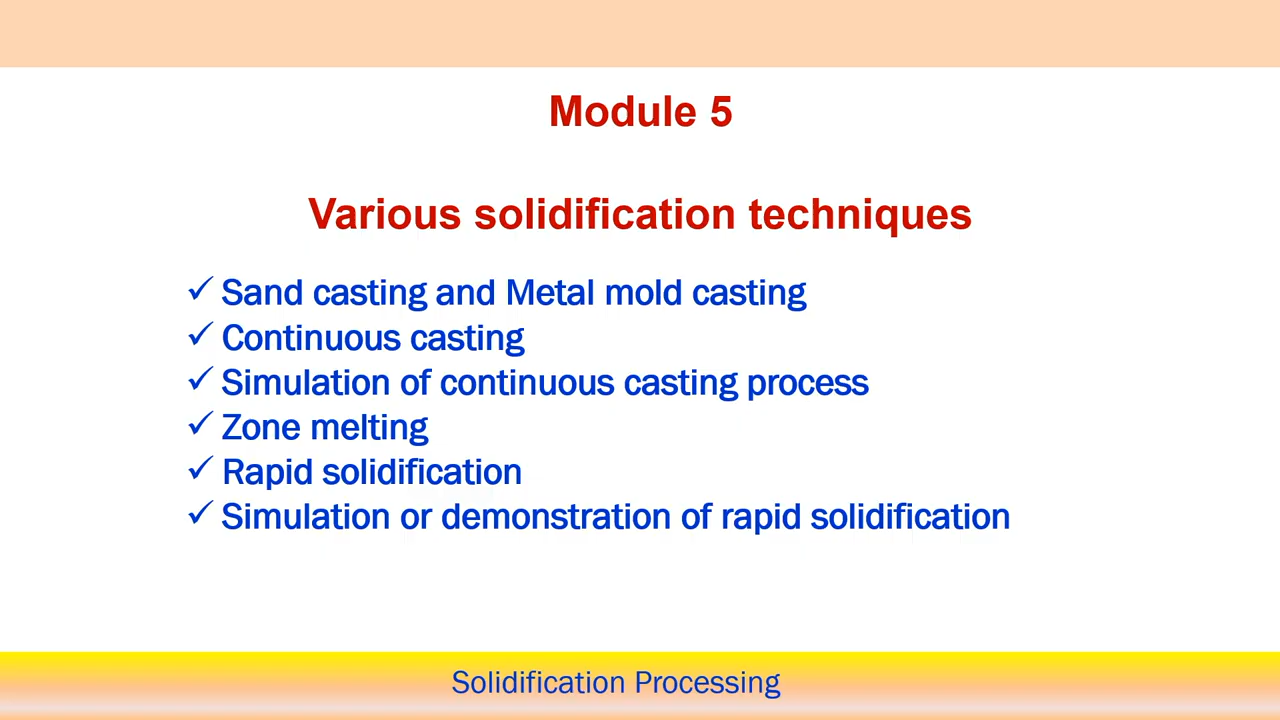 Module 5
Various solidification techniques
✓ Sand casting and Metal mold casting
✓ Continuous casting
✓ Simulation of continuous casting process
✓ Zone melting
✓ Rapid solidification
✓ Simulation or demonstration of rapid solidification
Solidification Processing